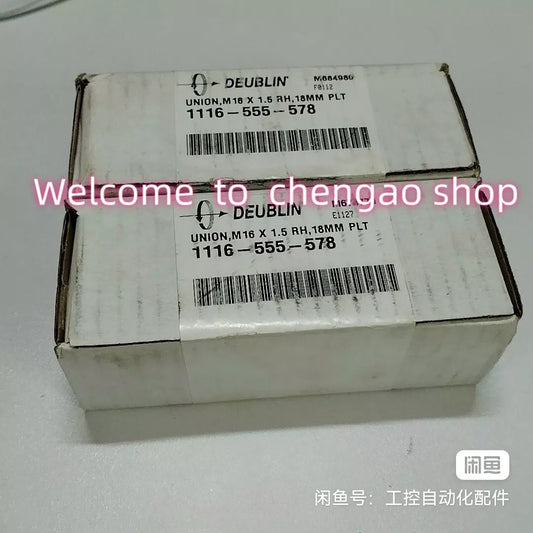 DEUBLIN
M664980
F0112
UNION,M16 X 1.5 RH,18MM PLT
1116-555-578
Welcome to chengao shop
DEUBLIN
E1127
UNION,M16 X 1.5 RH,18MM PLT
1116-555-578
闲鱼
闲鱼号：工控自动化配件